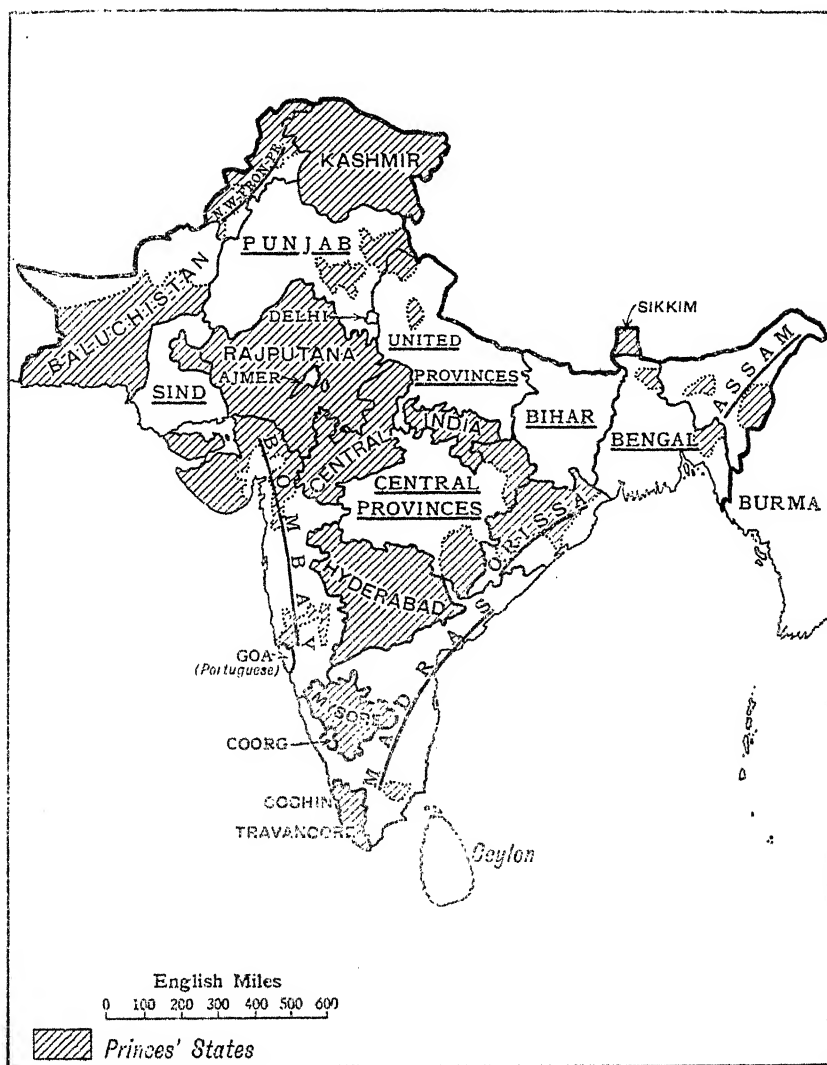 KASHMIR
N.W.FRON.PR.
PUNJAB
BALUCHISTAN
DELHI
SIKKIM
UNITED
PROVINCES
RAJPUTANA
AJMER
SIND
ASSAM
BIHAR
BENGAL
CENTRAL INDIA
CENTRAL
PROVINCES
BURMA
BOMBAY
ORISSA
HYDERABAD
GOA
(Portuguese)
MADRAS
MYSORE
COORG
COCHIN
TRAVANCORE
Ceylon
English Miles
0 100 200 300 400 500 600
Princes' States